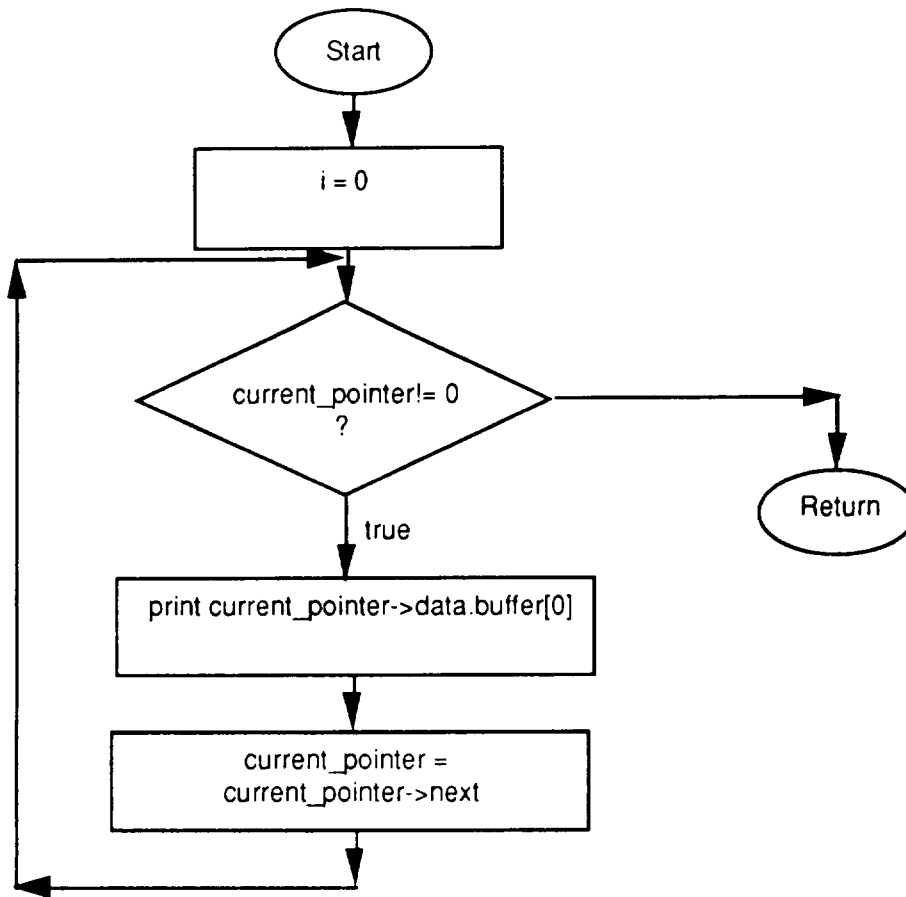 Start
i = 0
current_pointer!= 0
?
true
Return
print current_pointer->data.buffer[0]
current_pointer =
current_pointer->next